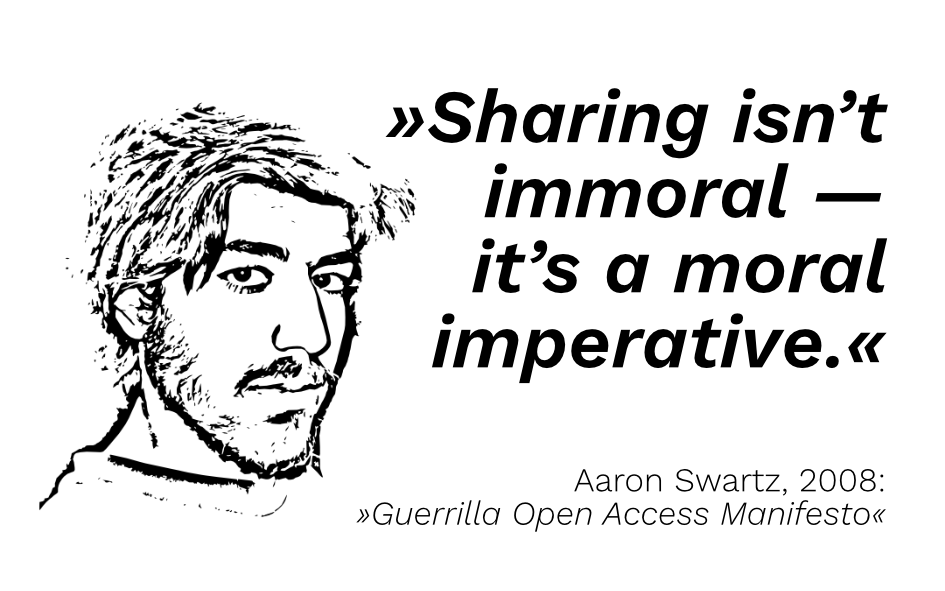 »Sharing isn’t
immoral —
it’s a moral
imperative.«
Aaron Swartz, 2008:
»Guerrilla Open Access Manifesto«